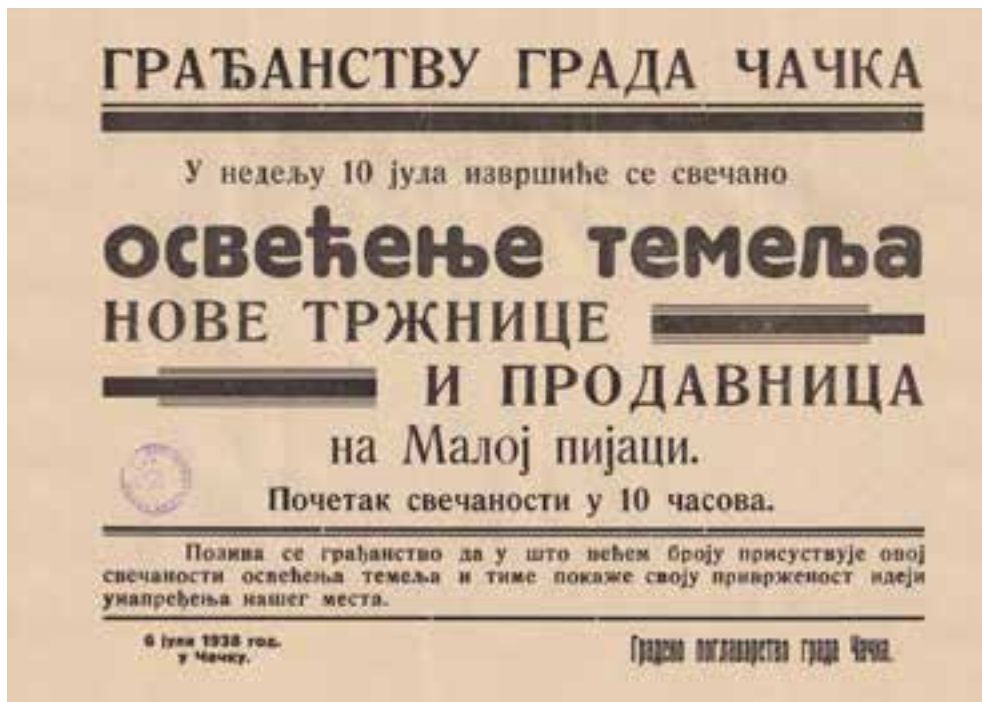 ГРАЂАНСТВУ ГРАДА ЧАЧКА
У недељу 10 јула извршиће се свечано
освећење темеља
НОВЕ ТРЖНИЦЕ
И ПРОДАВНИЦА
на Малој пијаци.
Почетак свечаности у 10 часова.
Позива се грађанство да у што већем броју присуствује овој
свечаности освећења темеља и тиме покаже своју приврженост идеји
унапређења нашег места.
6 јули 1938 год.
у Чачку.
Градско поглаварство града Чачка.